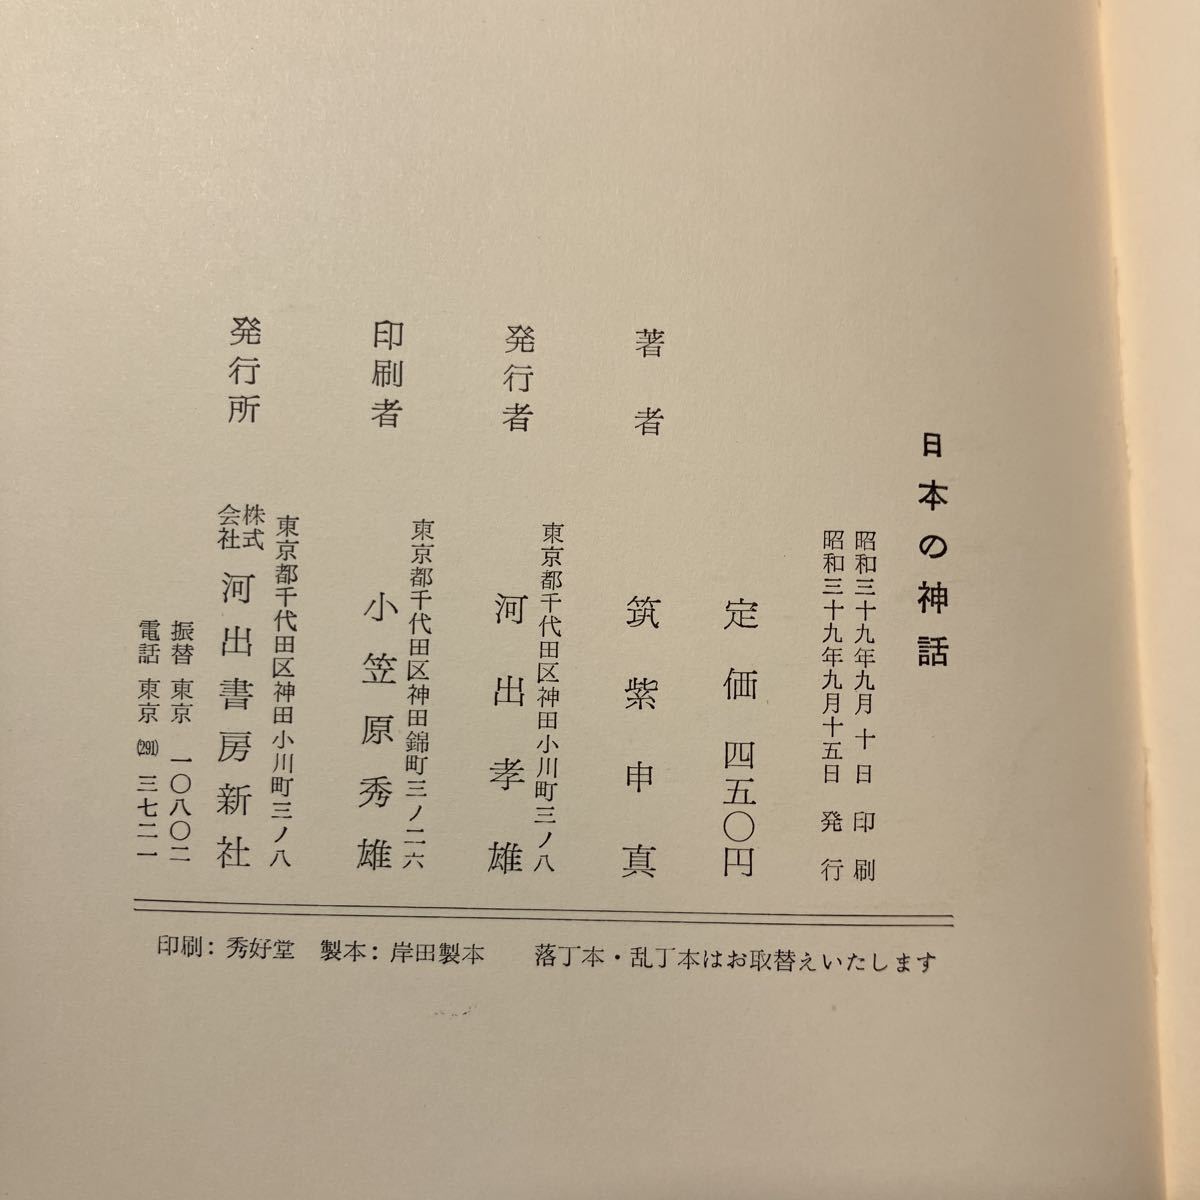 日本の神話
昭和三十九年九月十日 印刷
昭和三十九年九月十五日 発行
定価 四五〇円
著者 筑紫申真
東京都千代田区神田小川町三ノ八
発行者 河出孝雄
東京都千代田区神田錦町三ノ二六
印刷者 小笠原秀雄
東京都千代田区神田小川町三ノ八
発行所 株式会社 河出書房新社
振替 東京 一〇八〇二
電話 東京 (291) 三七二一
印刷: 秀好堂 製本: 岸田製本 落丁本・乱丁本はお取替えいたします